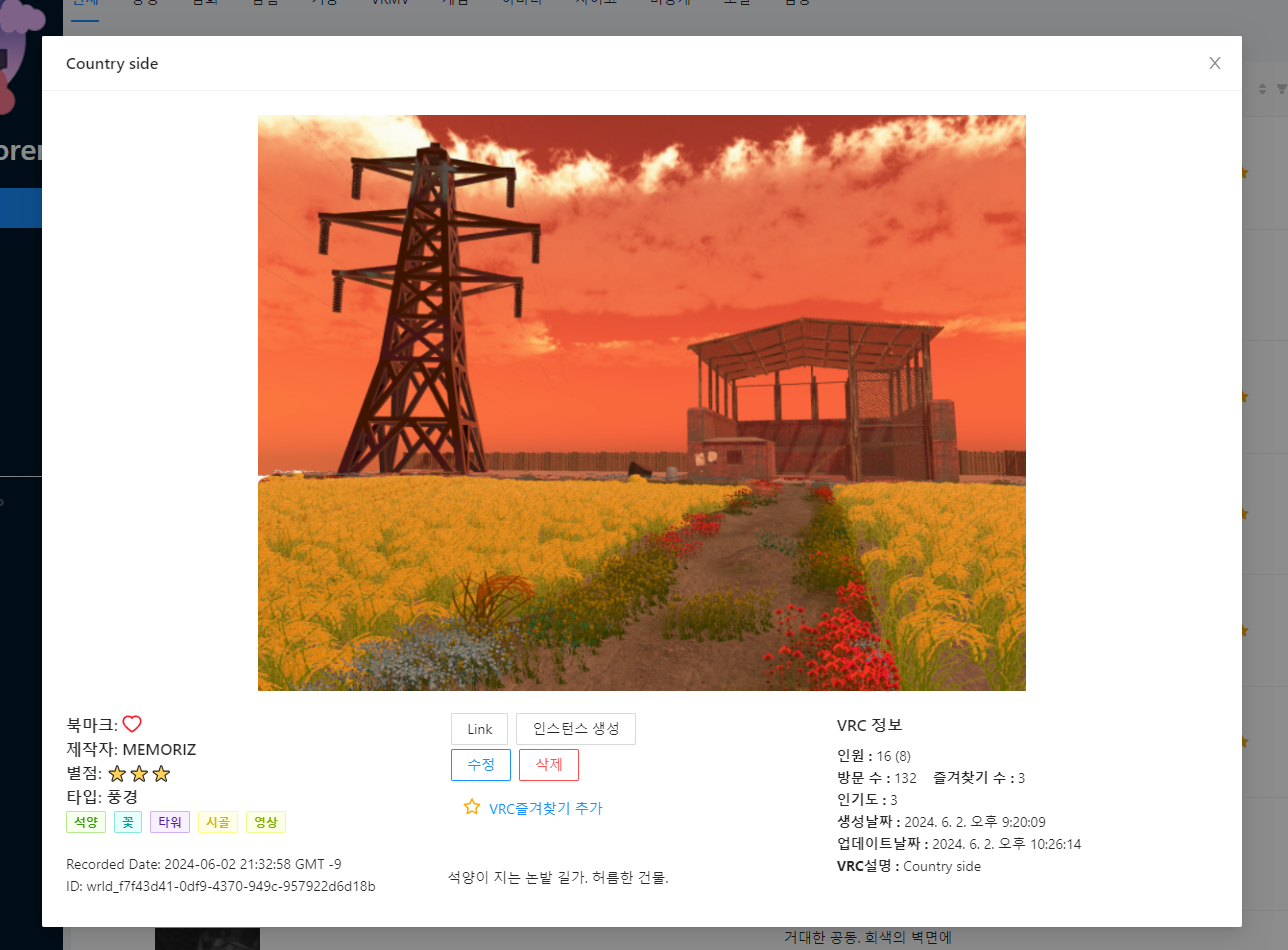 전체
VRMV
Country side
북마크:
제작자: MEMORIZ
별점:
타입: 풍경
석양 꽃 타워 시골 영상
Recorded Date: 2024-06-02 21:32:58 GMT -9
ID: wrld_f7f43d41-0df9-4370-949c-957922d6d18b
Link 인스턴스 생성
수정 삭제
VRC즐겨찾기 추가
석양이 지는 논밭 길가. 허름한 건물.
VRC 정보
인원 : 16 (8)
방문 수 : 132 즐겨찾기 수 : 3
인기도 : 3
생성날짜 : 2024. 6. 2. 오후 9:20:09
업데이트날짜 : 2024. 6. 2. 오후 10:26:14
VRC설명 : Country side
거대한 공동. 회색의 벽면에